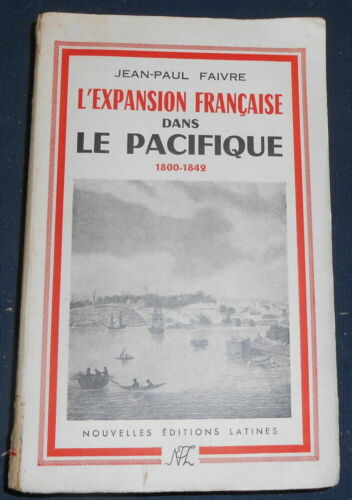 JEAN-PAUL FAIVRE
L'EXPANSION FRANÇAISE
DANS
LE PACIFIQUE
1800-1842
NOUVELLES ÉDITIONS LATINES
NEL